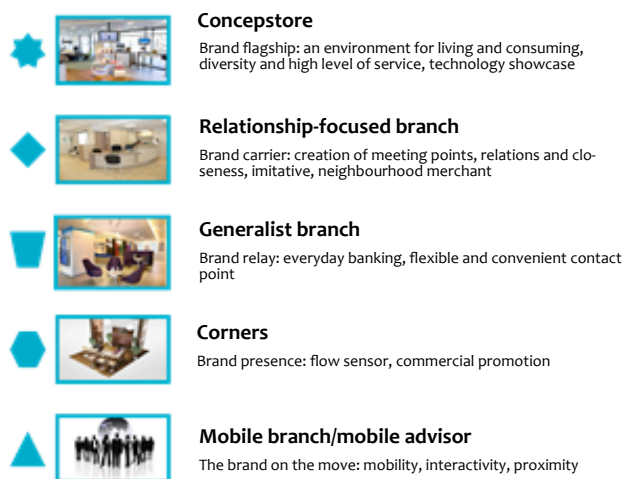 Concepstore
Brand flagship: an environment for living and consuming,
diversity and high level of service, technology showcase
Relationship-focused branch
Brand carrier: creation of meeting points, relations and clo-
seness, imitative, neighbourhood merchant
Generalist branch
Brand relay: everyday banking, flexible and convenient contact
point
Corners
Brand presence: flow sensor, commercial promotion
Mobile branch/mobile advisor
The brand on the move: mobility, interactivity, proximity